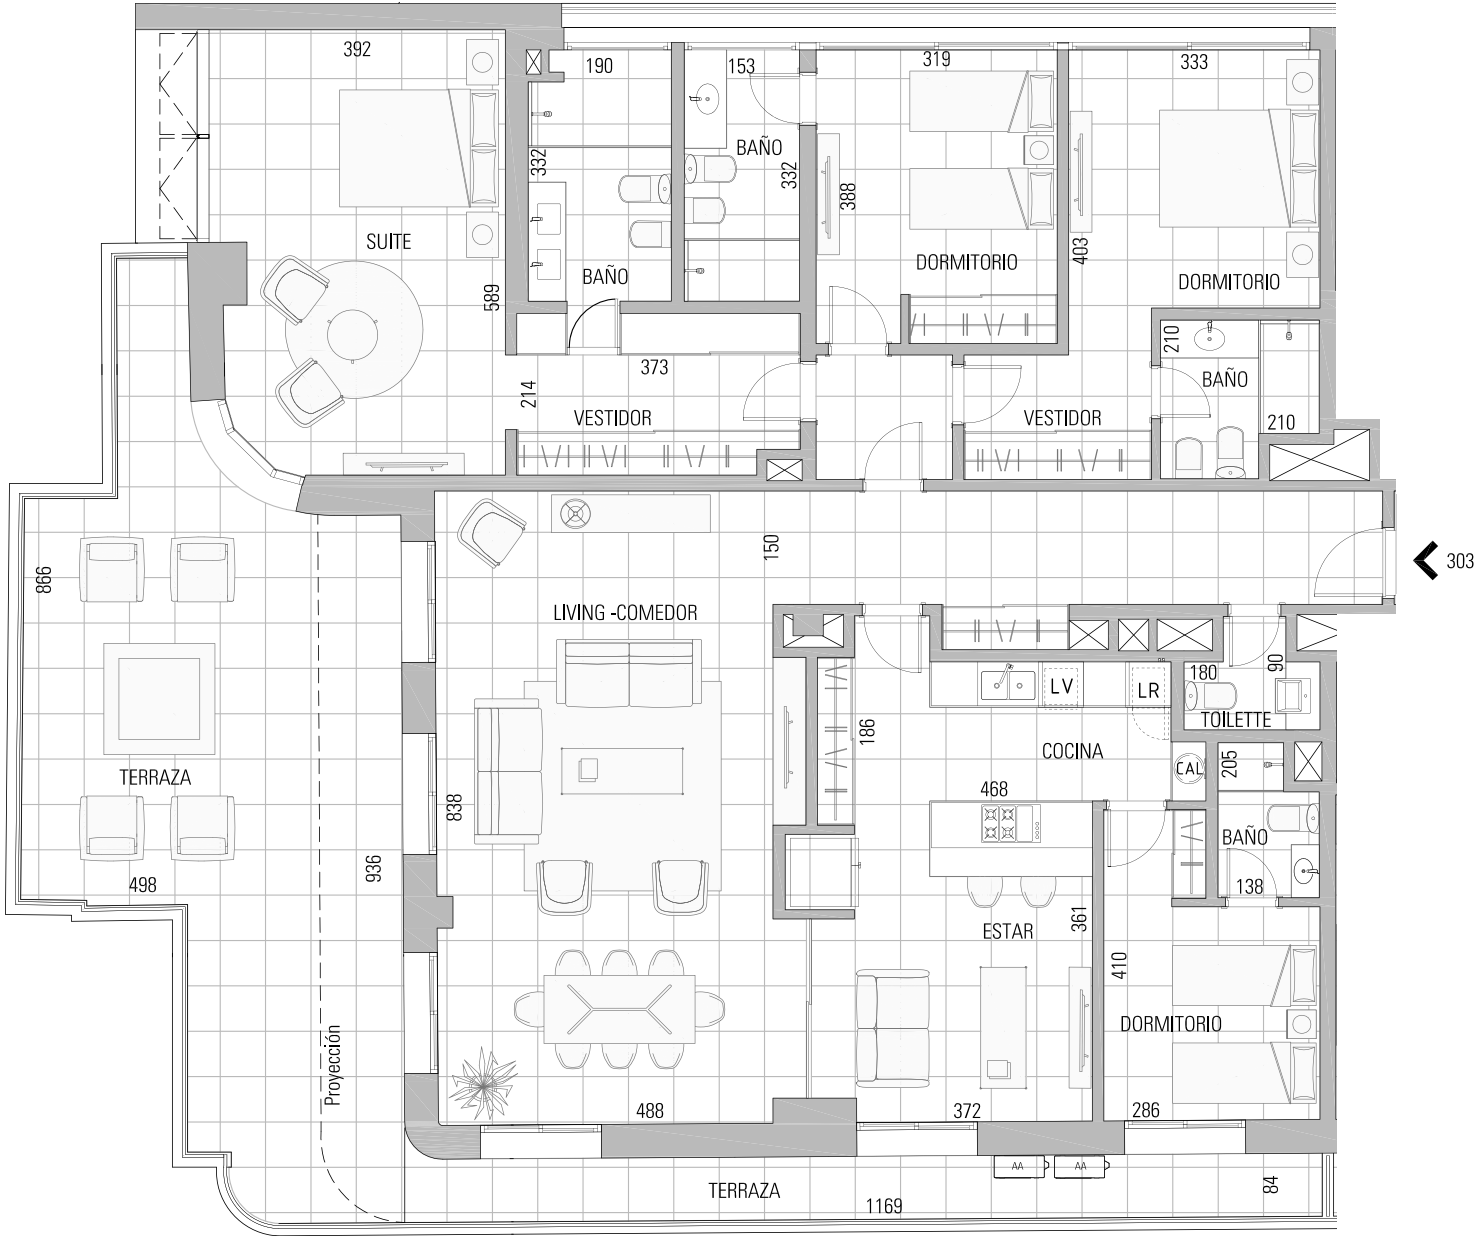 392
190
153
319
333
332
BAÑO
332
388
403
SUITE
BAÑO
DORMITORIO
DORMITORIO
589
373
214
VESTIDOR
VESTIDOR
210
BAÑO
210
150
303
866
LIVING -COMEDOR
TERRAZA
498
838
936
186
COCINA
LV
LR
180
90
TOILETTE
CAL
205
468
BAÑO
138
ESTAR
361
410
DORMITORIO
Proyección
488
372
286
AA
AA
TERRAZA
1169
84